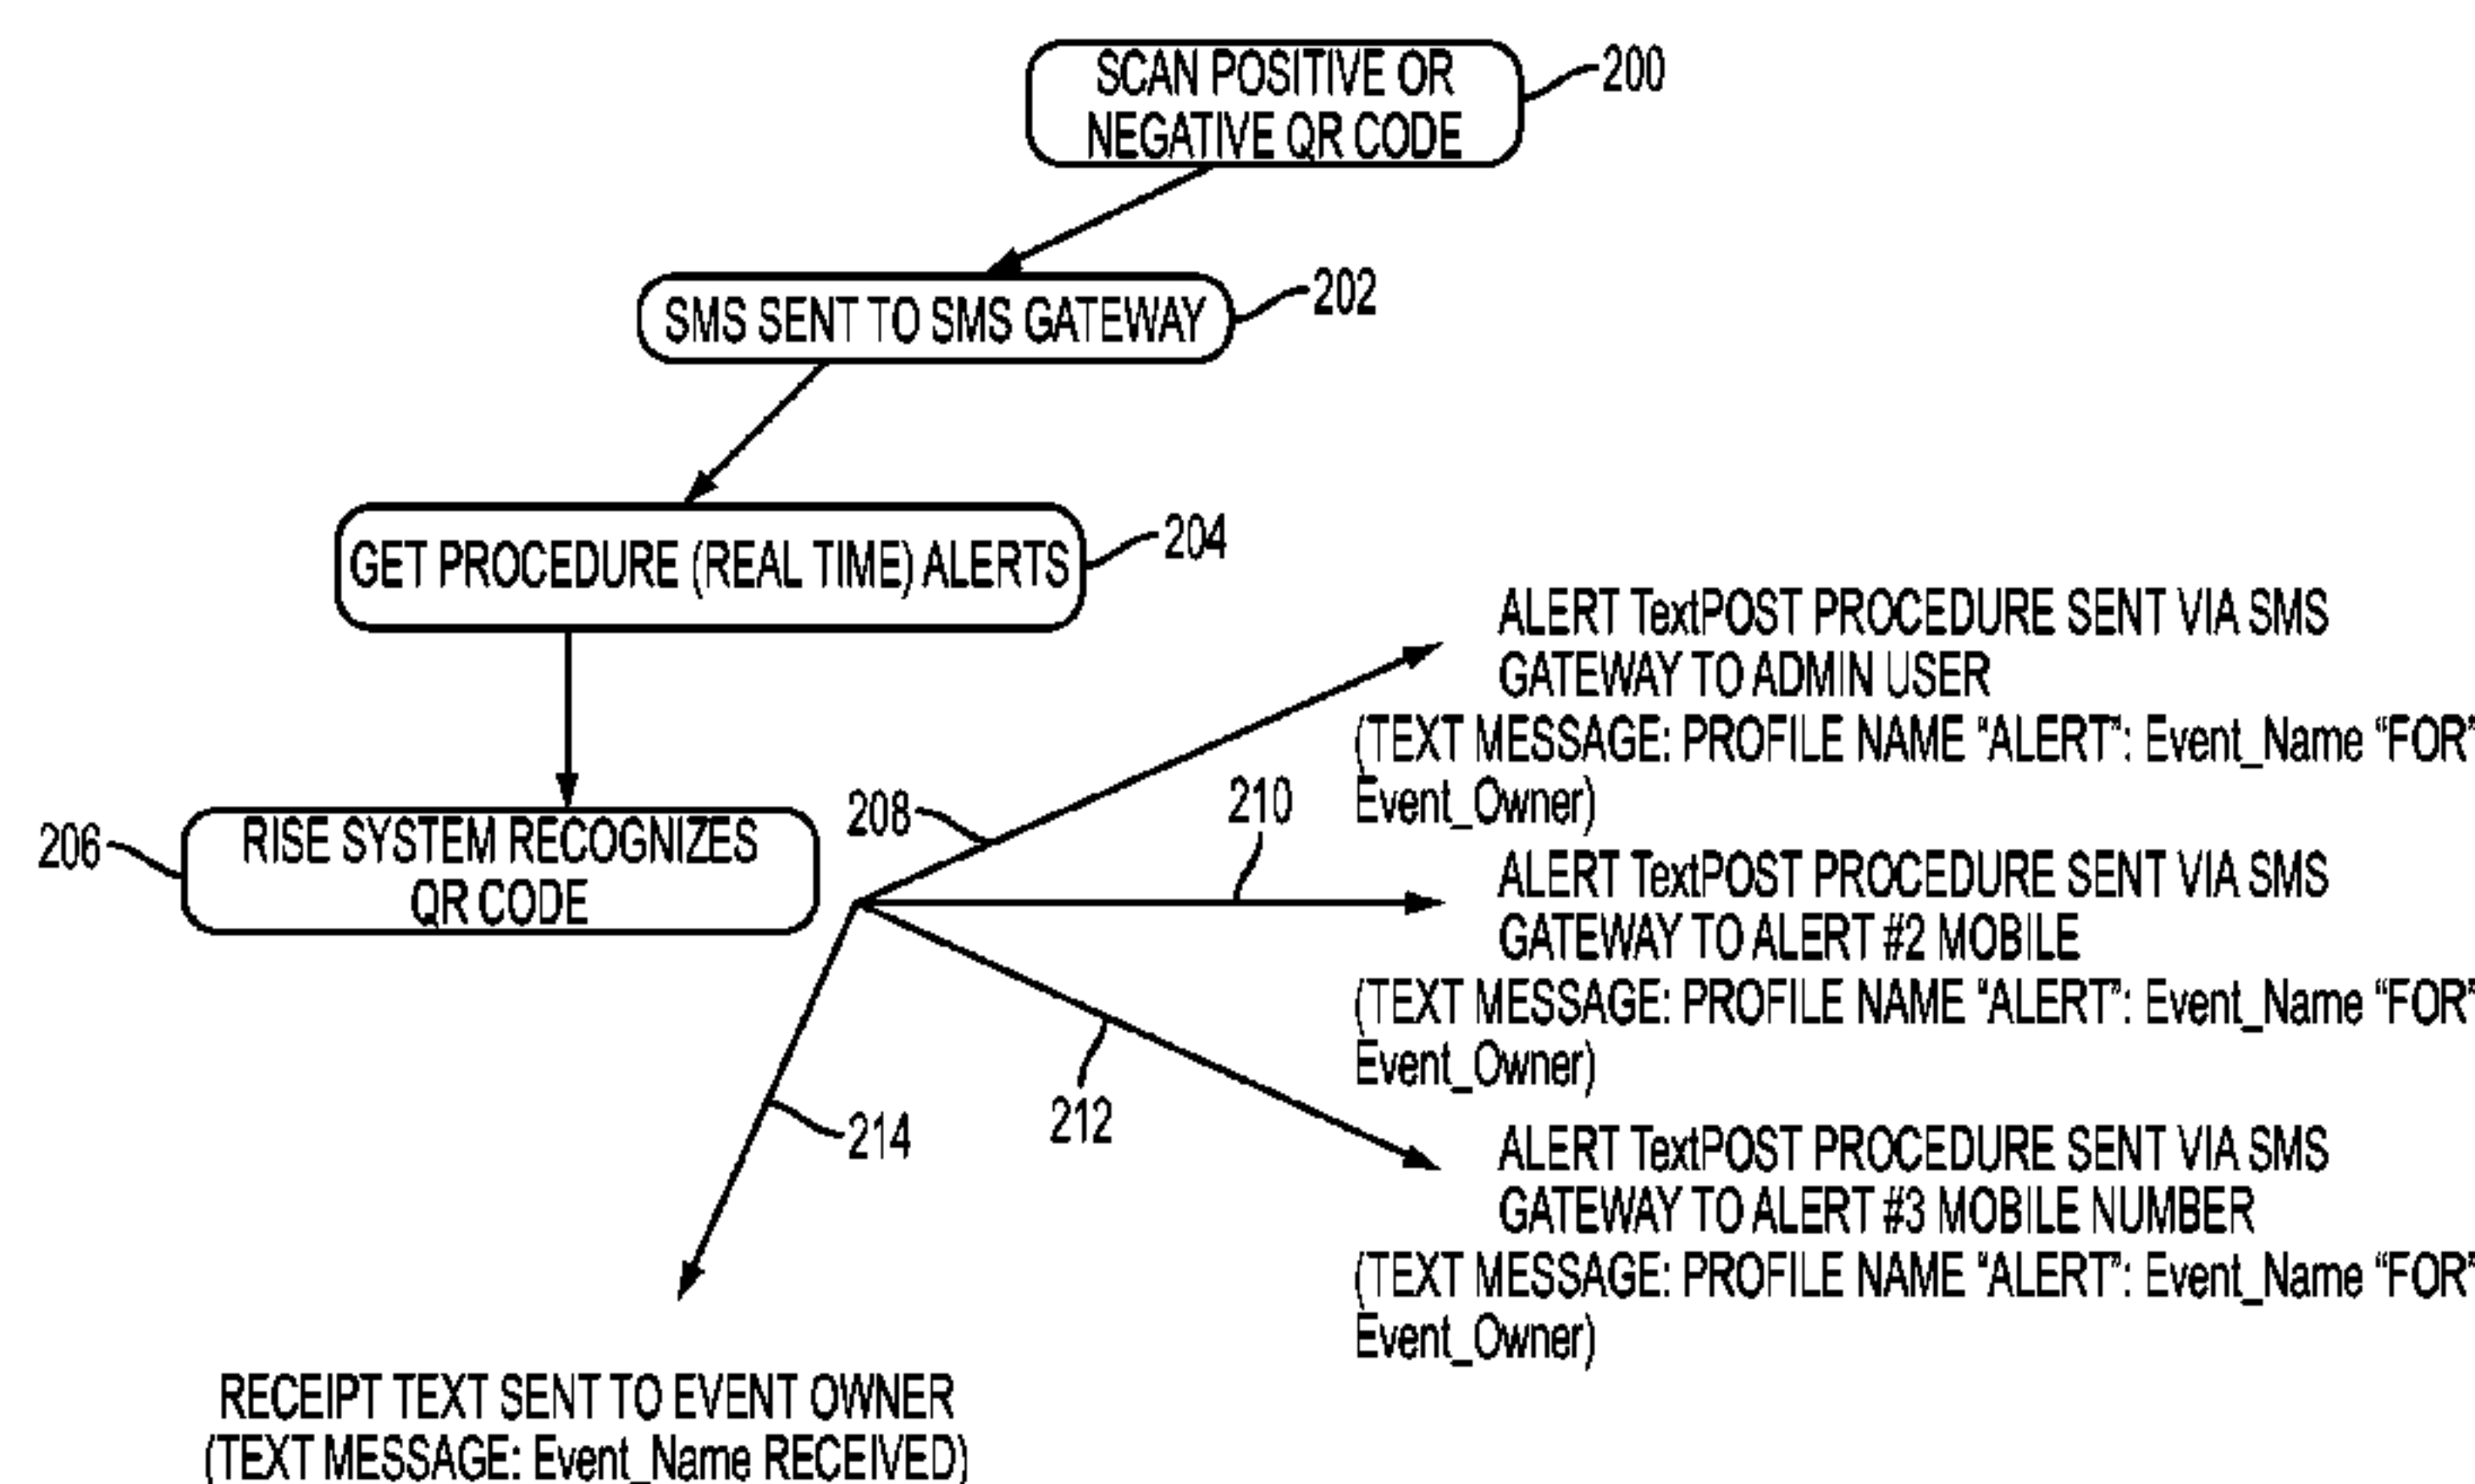 SCAN POSITIVE OR
NEGATIVE QR CODE
200
SMS SENT TO SMS GATEWAY
202
GET PROCEDURE (REAL TIME) ALERTS
204
RISE SYSTEM RECOGNIZES
QR CODE
206
208
ALERT TextPOST PROCEDURE SENT VIA SMS
GATEWAY TO ADMIN USER
(TEXT MESSAGE: PROFILE NAME “ALERT”: Event_Name “FOR”
Event_Owner)
210
ALERT TextPOST PROCEDURE SENT VIA SMS
GATEWAY TO ALERT #2 MOBILE
(TEXT MESSAGE: PROFILE NAME “ALERT”: Event_Name “FOR”
Event_Owner)
212
ALERT TextPOST PROCEDURE SENT VIA SMS
GATEWAY TO ALERT #3 MOBILE NUMBER
(TEXT MESSAGE: PROFILE NAME “ALERT”: Event_Name “FOR”
Event_Owner)
214
RECEIPT TEXT SENT TO EVENT OWNER
(TEXT MESSAGE: Event_Name RECEIVED)